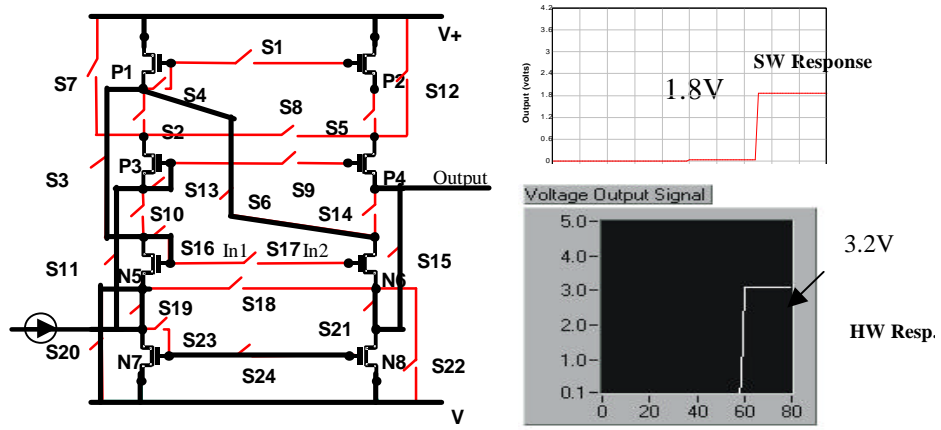 V+
S1
P1
P2
S7
S4
S12
S8
S2
S5
P3
P4
Output
S3
S13
S9
S6
S14
S10
S16
In1
S17
In2
S11
N5
N6
S15
S18
S19
S20
S23
S21
N7
N8
S22
S24
V
Output (volts)
4.2
3.6
3
2.4
1.8
1.2
0.6
0
SW Response
1.8V
Voltage Output Signal
5.0
4.0
3.0
2.0
1.0
0.1
0 20 40 60 80
3.2V
HW Resp.